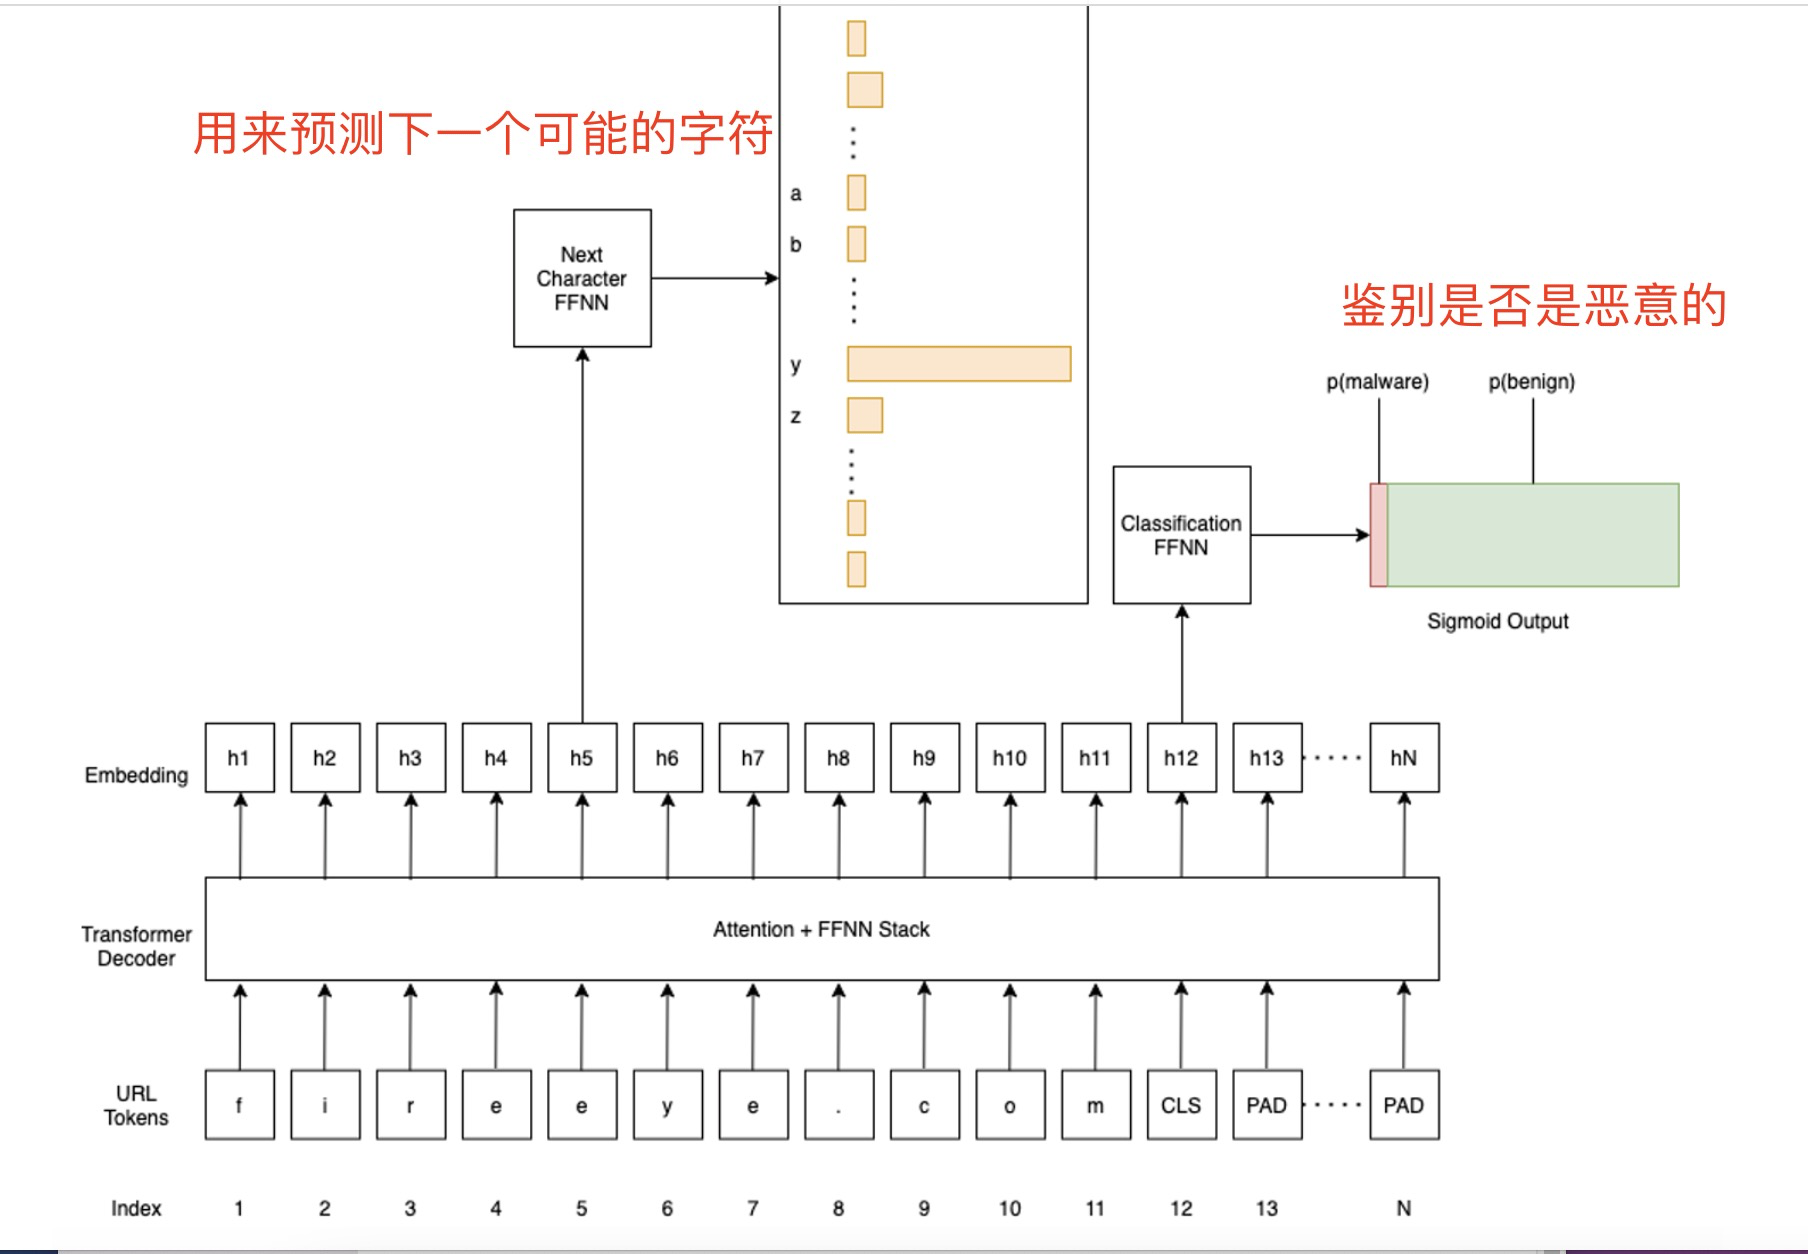 用来预测下一个可能的字符
a
b
Next
Character
FFNN
鉴别是否是恶意的
y
z
p(malware) p(benign)
Classification
FFNN
Sigmoid Output
Embedding h1 h2 h3 h4 h5 h6 h7 h8 h9 h10 h11 h12 h13 ····· hN
Transformer
Decoder
Attention + FFNN Stack
URL
Tokens
f i r e e y e . c o m CLS PAD ····· PAD
Index 1 2 3 4 5 6 7 8 9 10 11 12 13 N